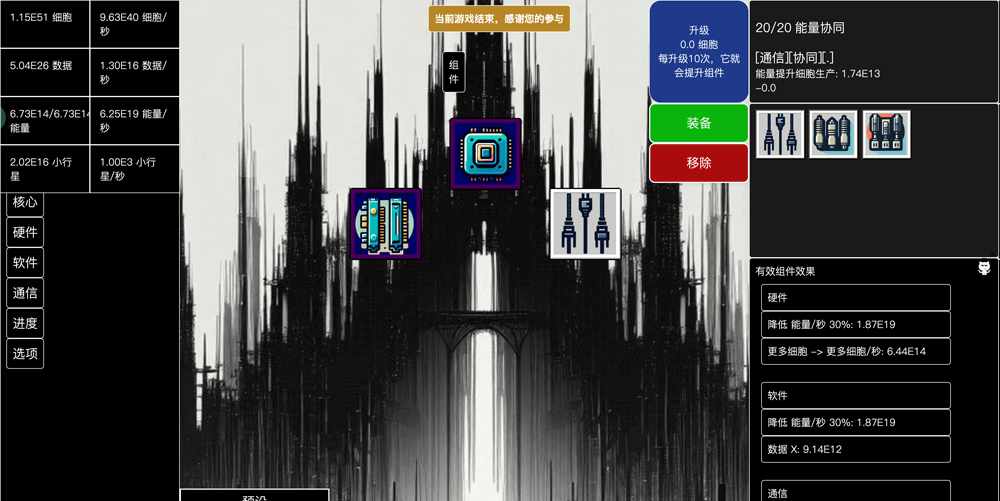 1.15E51 细胞
9.63E40 细胞/
秒
5.04E26 数据
1.30E16 数据/
秒
6.73E14/6.73E14
能量
6.25E19 能量/
秒
2.02E16 小行
星
1.00E3 小行
星/秒
核心
硬件
软件
通信
进度
选项
当前游戏结束，感谢您的参与
组
件
预设
升级
0.0 细胞
每升级10次，它就
会提升组件
装备
移除
20/20 能量协同
[通信][协同][.]
能量提升细胞生产: 1.74E13
-0.0
有效组件效果
硬件
降低 能量/秒 30%: 1.87E19
更多细胞 -> 更多细胞/秒: 6.44E14
软件
降低 能量/秒 30%: 1.87E19
数据 X: 9.14E12
通信